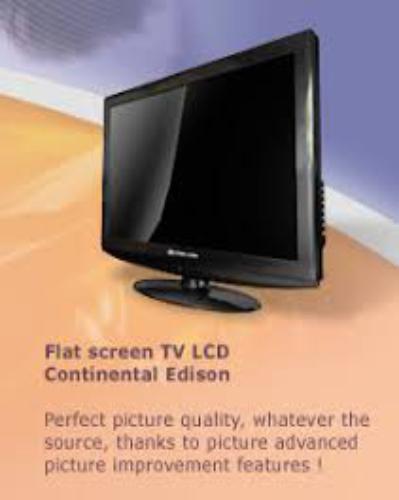 Flat screen TV LCD
Continental Edison
Perfect picture quality, whatever the
source, thanks to picture advanced
picture improvement features !